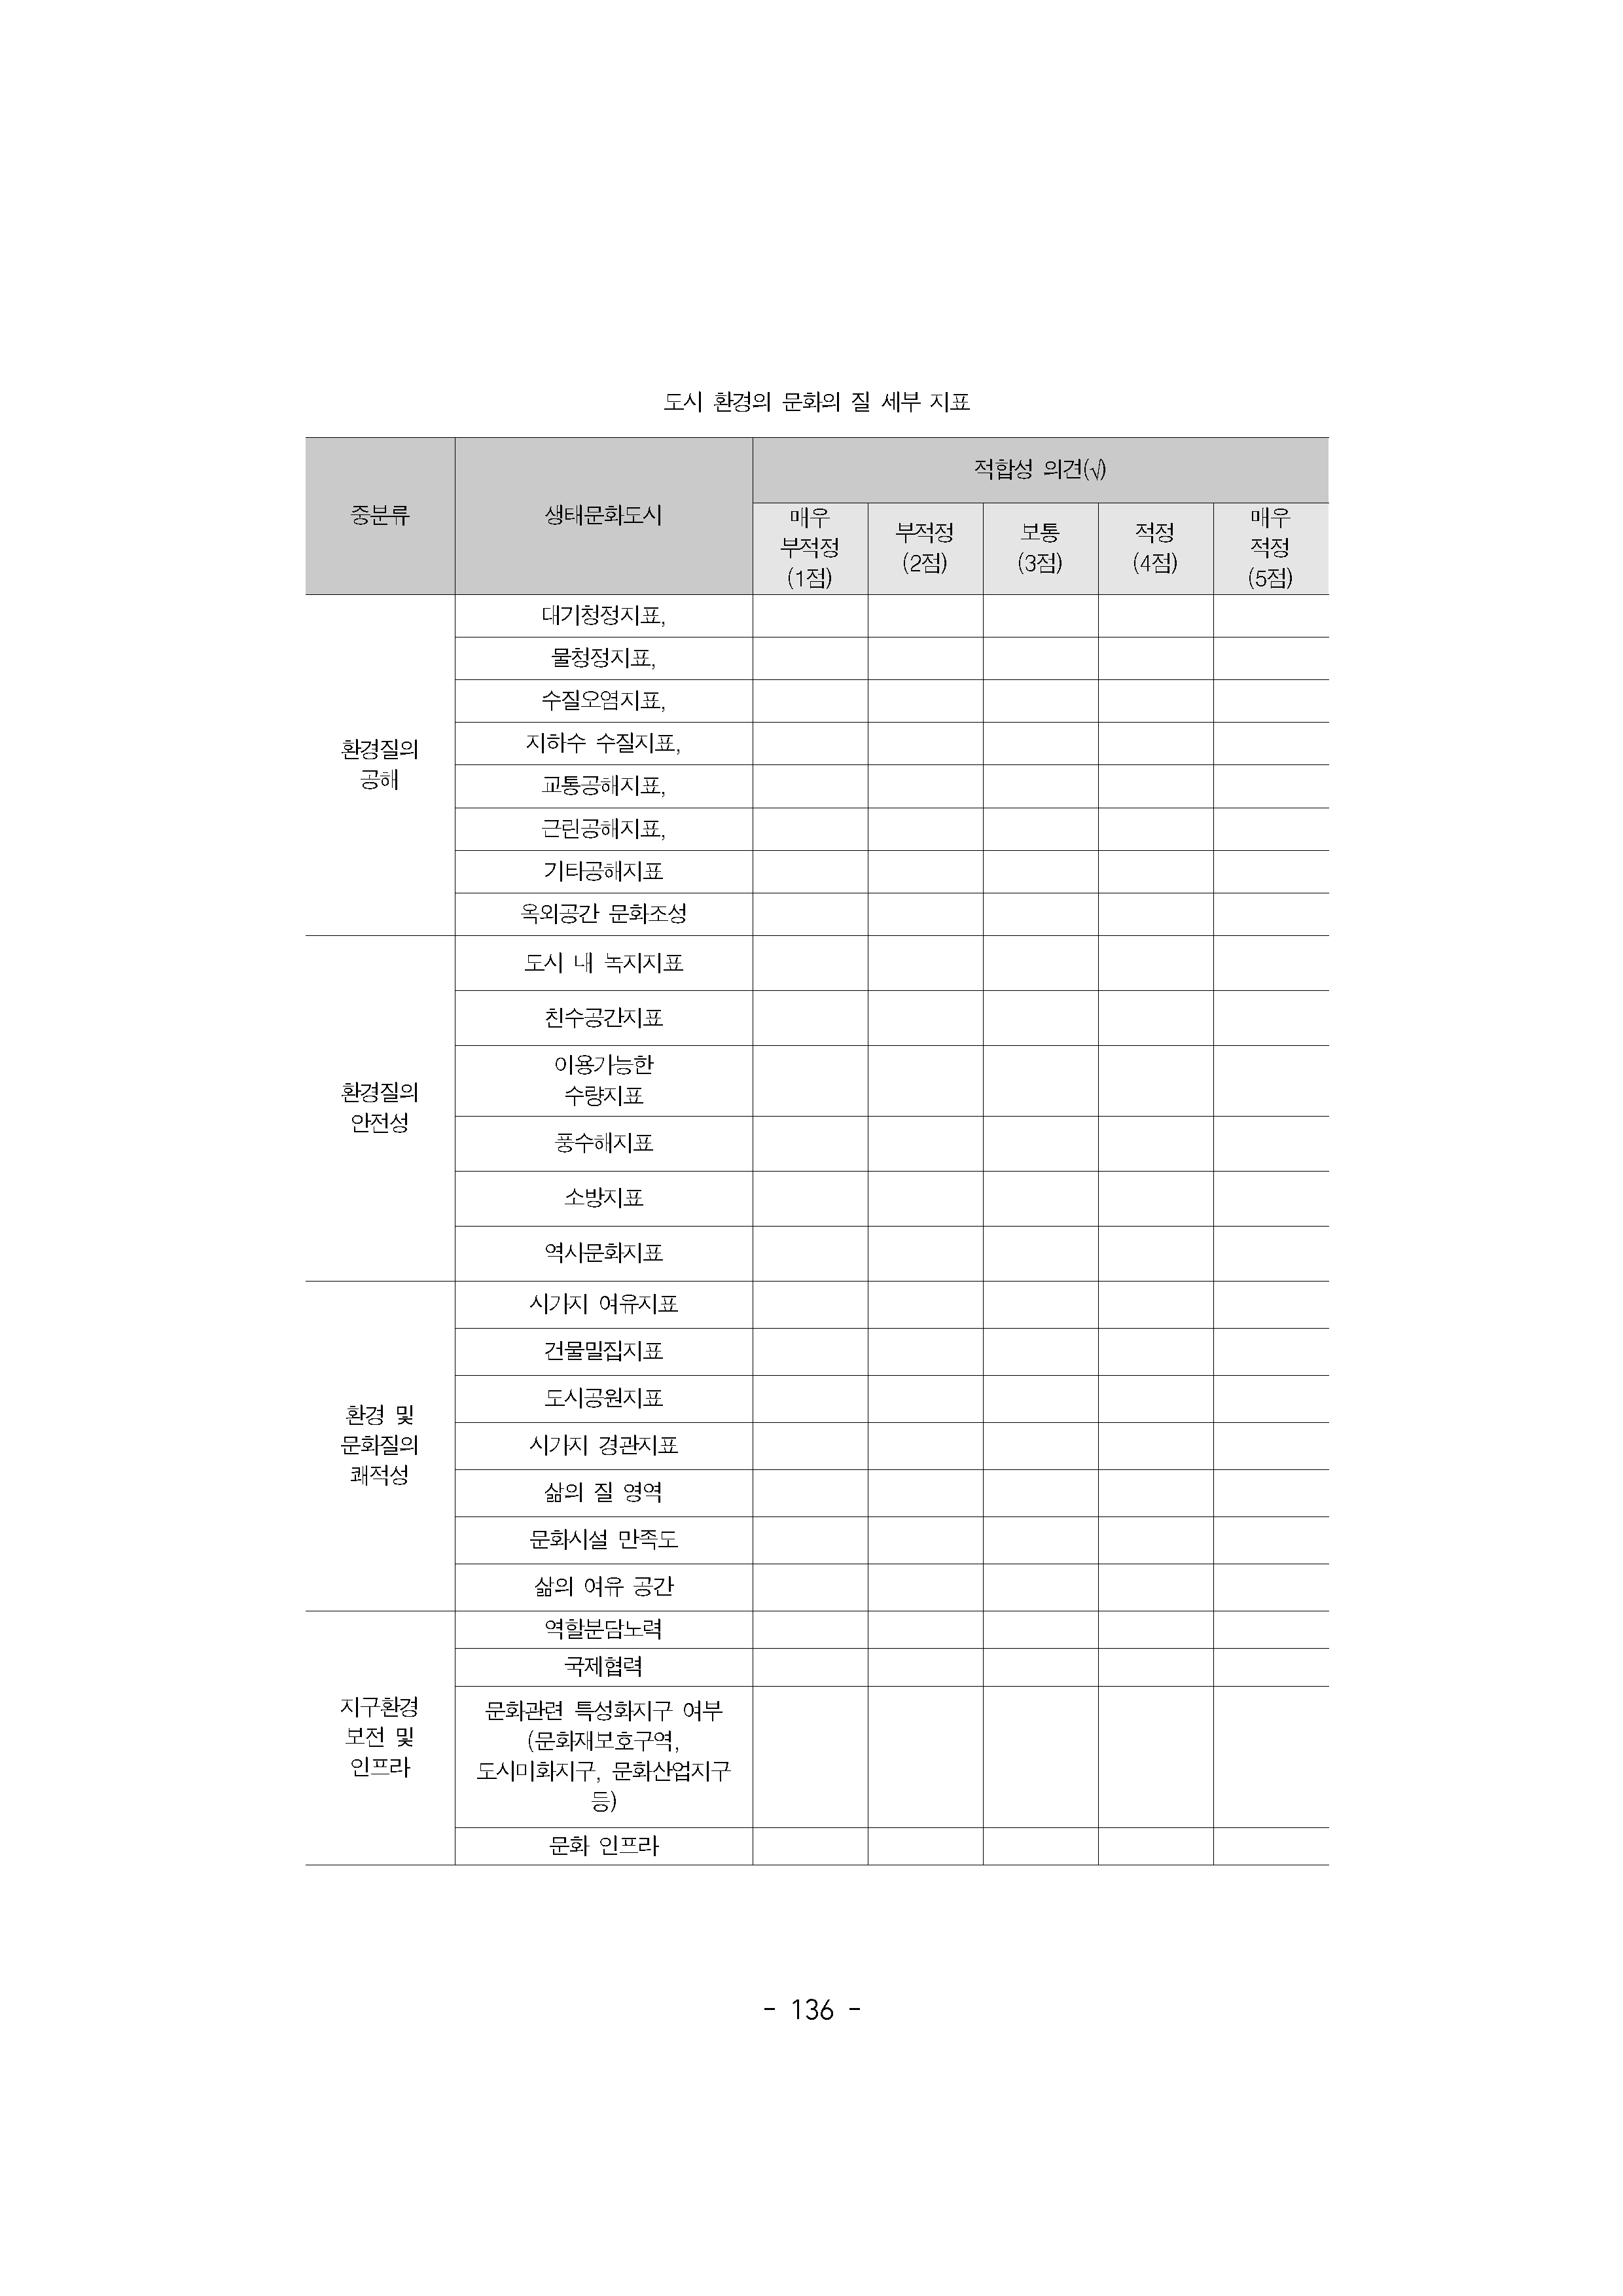 도시 환경의 문화의 질 세부 지표
중분류
생태문화도시
적합성 의견(√)
매우
부적정
(1점)
부적정
(2점)
보통
(3점)
적정
(4점)
매우
적정
(5점)
환경질의
공해
대기청정지표,
물청정지표,
수질오염지표,
지하수 수질지표,
교통공해지표,
근린공해지표,
기타공해지표
옥외공간 문화조성
환경질의
안전성
도시 내 녹지지표
친수공간지표
이용가능한
수량지표
풍수해지표
소방지표
역시문화지표
환경 및
문화질의
쾌적성
시가지 여유지표
건물밀집지표
도시공원지표
시가지 경관지표
삶의 질 영역
문화시설 만족도
삶의 여유 공간
지구환경
보전 및
인프라
역할분담노력
국제협력
문화관련 특성화지구 여부
(문화재보호구역,
도시미화지구, 문화산업지구
등)
문화 인프라
- 136 -